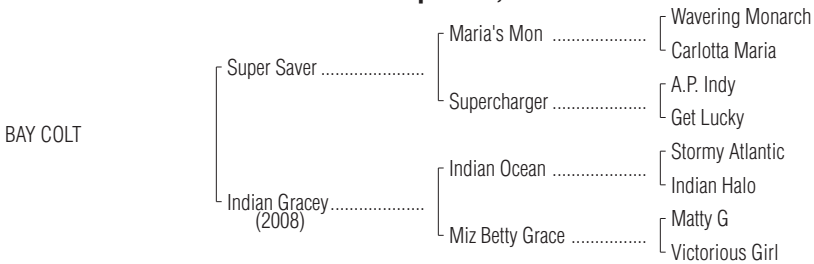 Wavering Monarch
Maria's Mon ....................
Carlotta Maria
Super Saver ......................
A.P. Indy
Supercharger ....................
Get Lucky
BAY COLT
Stormy Atlantic
Indian Ocean ....................
Indian Halo
Indian Gracey....................
(2008)
Matty G
Miz Betty Grace ................
Victorious Girl